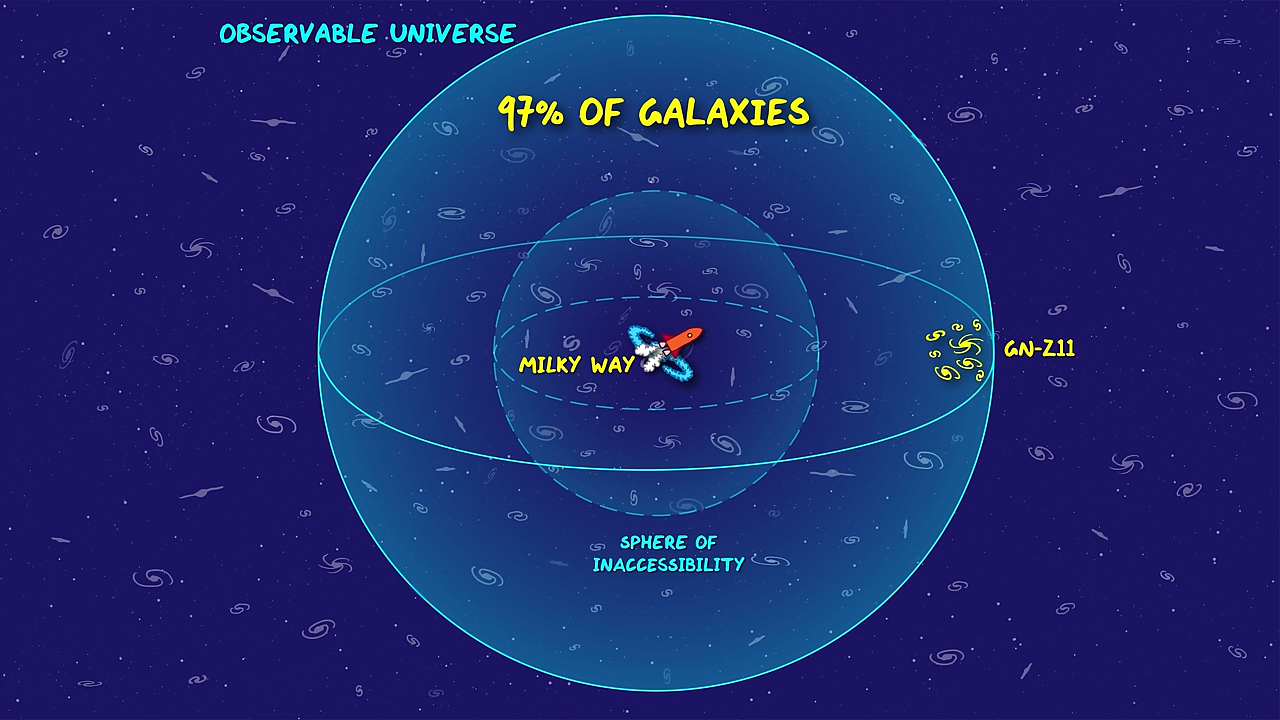 OBSERVABLE UNIVERSE
97% OF GALAXIES
MILKY WAY
GN-Z11
SPHERE OF
INACCESSIBILITY